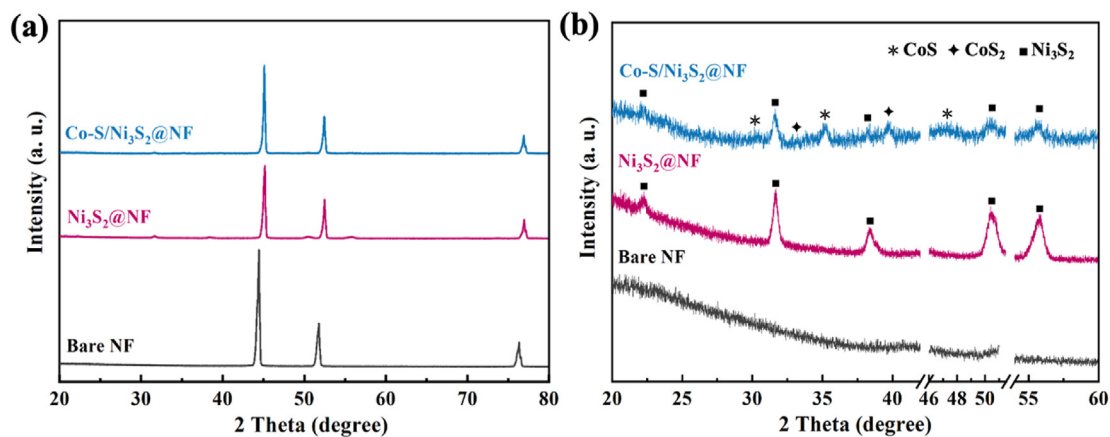 (a)
Intensity (a. u.)
Co-S/Ni₃S₂@NF
Ni₃S₂@NF
Bare NF
20 30 40 50 60 70 80
2 Theta (degree)
(b)
Intensity (a. u.)
✳ CoS ✦ CoS₂ ■ Ni₃S₂
Co-S/Ni₃S₂@NF
Ni₃S₂@NF
Bare NF
20 25 30 35 40 46 48 50 55 60
2 Theta (degree)